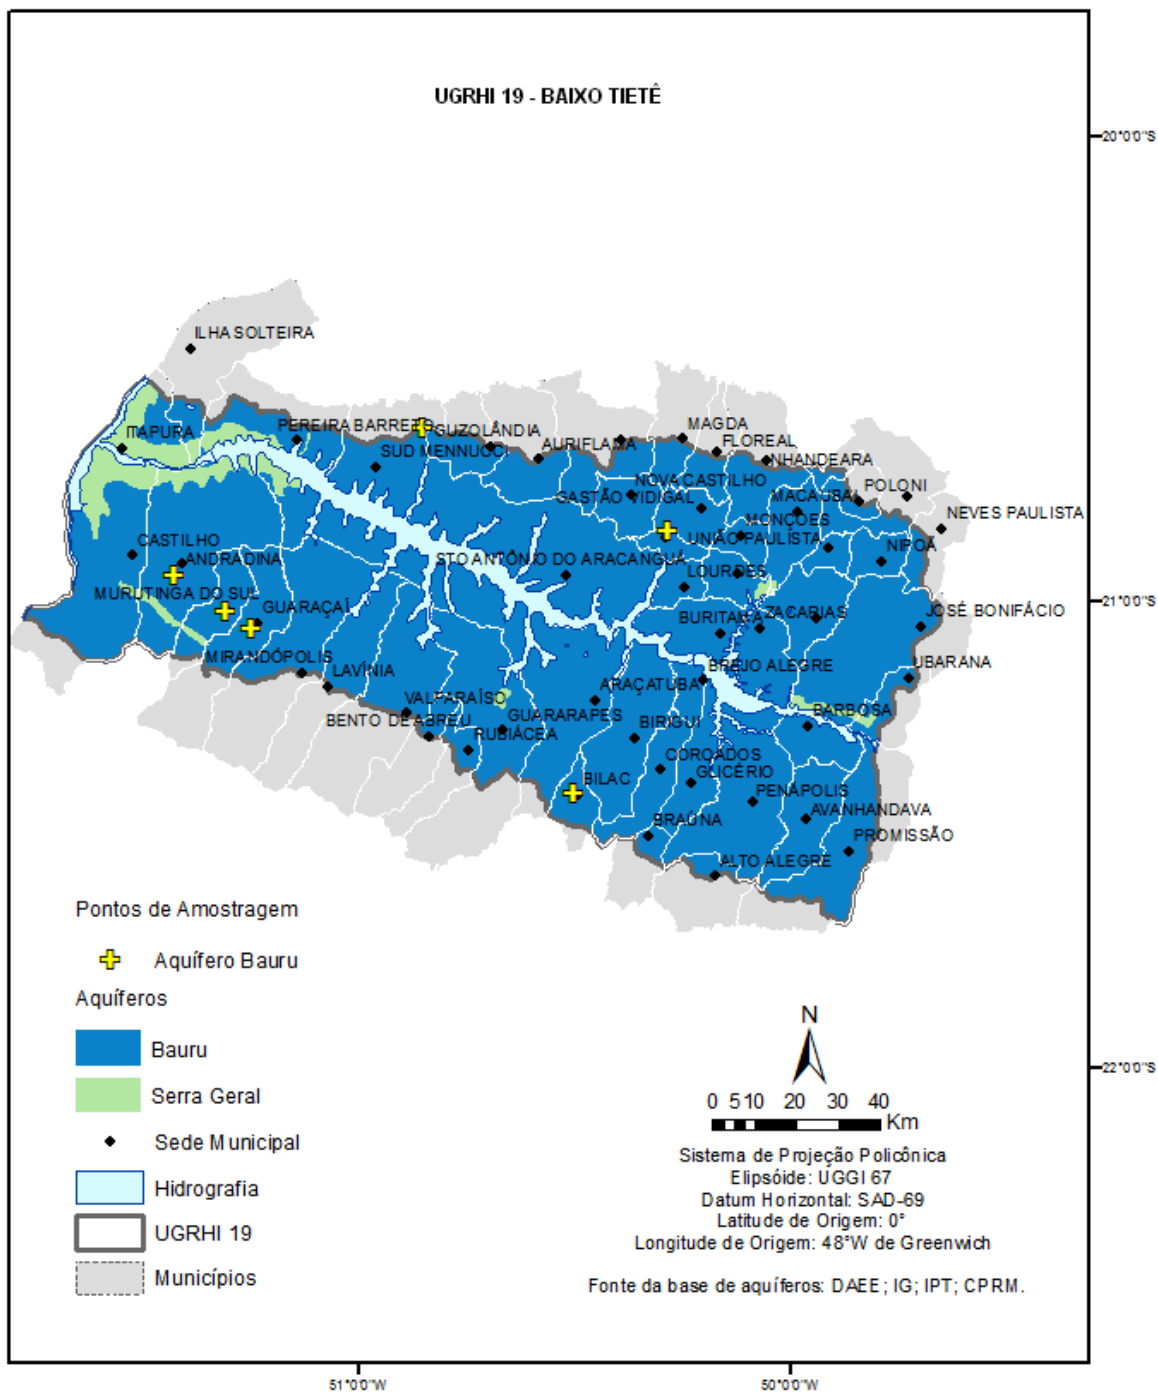 UGRHI 19 - BAIXO TIETÊ
20°0'0"S
ILHA SOLTEIRA
ITAPURA
PEREIRA BARRETO
GUZOLÂNDIA
MAGDA
SUD MENNUCCI
AURIFLAMA
FLOREAL
NHANDEARA
NOVA CASTILHO
POLONI
GASTÃO VIDIGAL
MACAUBAL
NEVES PAULISTA
MONÇÕES
CASTILHO
UNIÃO PAULISTA
NIPOÃ
ANDRADINA
STO ANTÔNIO DO ARACANGUÁ
LOURDES
MURUTINGA DO SUL
21°0'0"S
GUARAÇAÍ
BURITAMA
ZACARIAS
JOSÉ BONIFÁCIO
MIRANDÓPOLIS
LAVÍNIA
BREJO ALEGRE
UBARANA
ARAÇATUBA
VALPARAÍSO
BENTO DE ABREU
GUARARAPES
BIRIGUI
BARBOSA
RUBIÁCEA
COROADOS
BILAC
GLICÉRIO
PENÁPOLIS
AVANHANDAVA
BRAÚNA
PROMISSÃO
ALTO ALEGRE
Pontos de Amostragem
Aquífero Bauru
Aquíferos
Bauru
Serra Geral
Sede Municipal
Hidrografia
UGRHI 19
Municípios
N
22°0'0"S
0 5 10 20 30 40
Km
Sistema de Projeção Policônica
Elipsóide: UGGI 67
Datum Horizontal: SAD-69
Latitude de Origem: 0°
Longitude de Origem: 48°W de Greenwich
Fonte da base de aquíferos: DAEE; IG; IPT; CPRM.
51°0'0"W
50°0'0"W